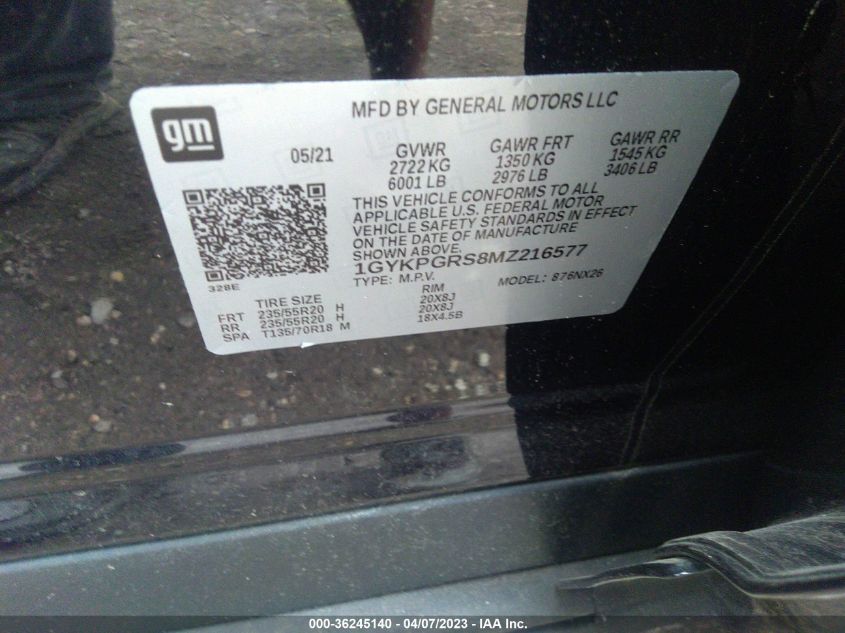 gm
MFD BY GENERAL MOTORS LLC
05/21 GVWR GAWR FRT GAWR RR
2722 KG 1350 KG 1545 KG
6001 LB 2976 LB 3406 LB
THIS VEHICLE CONFORMS TO ALL
APPLICABLE U.S. FEDERAL MOTOR
VEHICLE SAFETY STANDARDS IN EFFECT
ON THE DATE OF MANUFACTURE
SHOWN ABOVE.
1GYKPGRS8MZ216577
TYPE: M.P.V. MODEL: 876NX26
328E
TIRE SIZE RIM
FRT 235/55R20 H 20X8J
RR 235/55R20 H 20X8J
SPA T135/70R18 M 18X4.5B
000-36245140 - 04/07/2023 - IAA Inc.